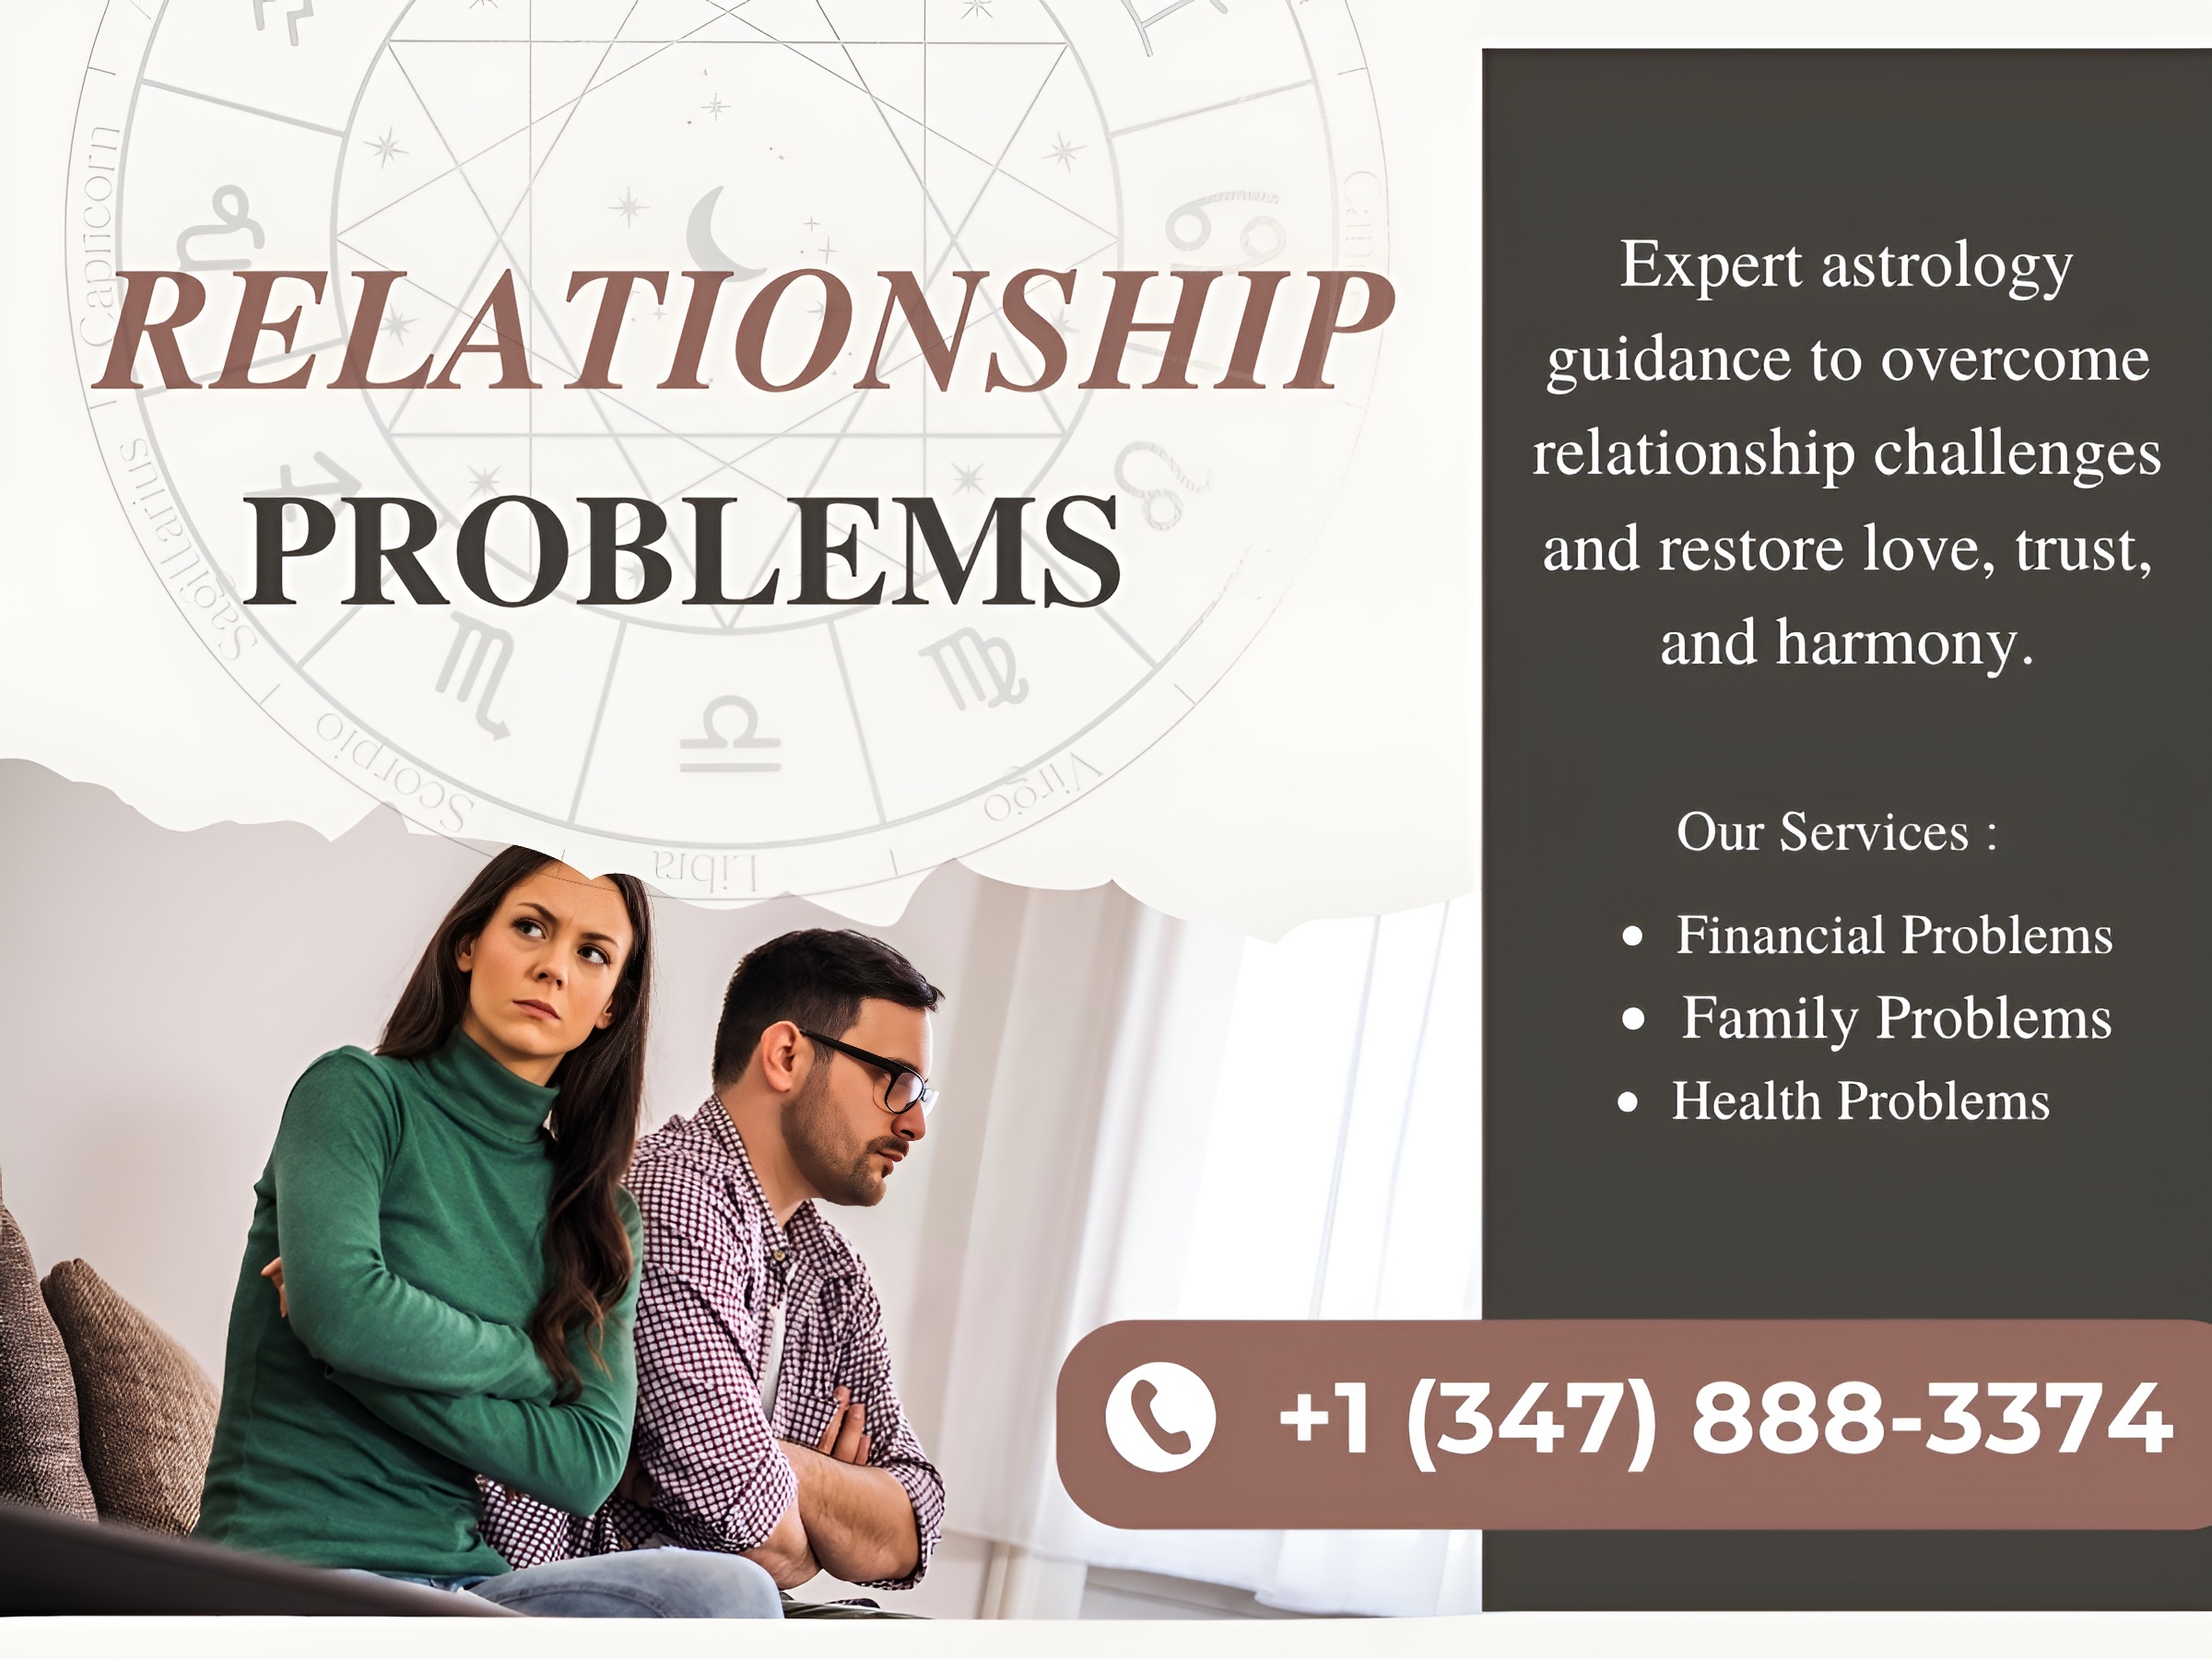 RELATIONSHIP
PROBLEMS
Capricorn
Sagittarius
Scorpio
Libra
Virgo
Expert astrology
guidance to overcome
relationship challenges
and restore love, trust,
and harmony.
Our Services :
• Financial Problems
• Family Problems
• Health Problems
+1 (347) 888-3374